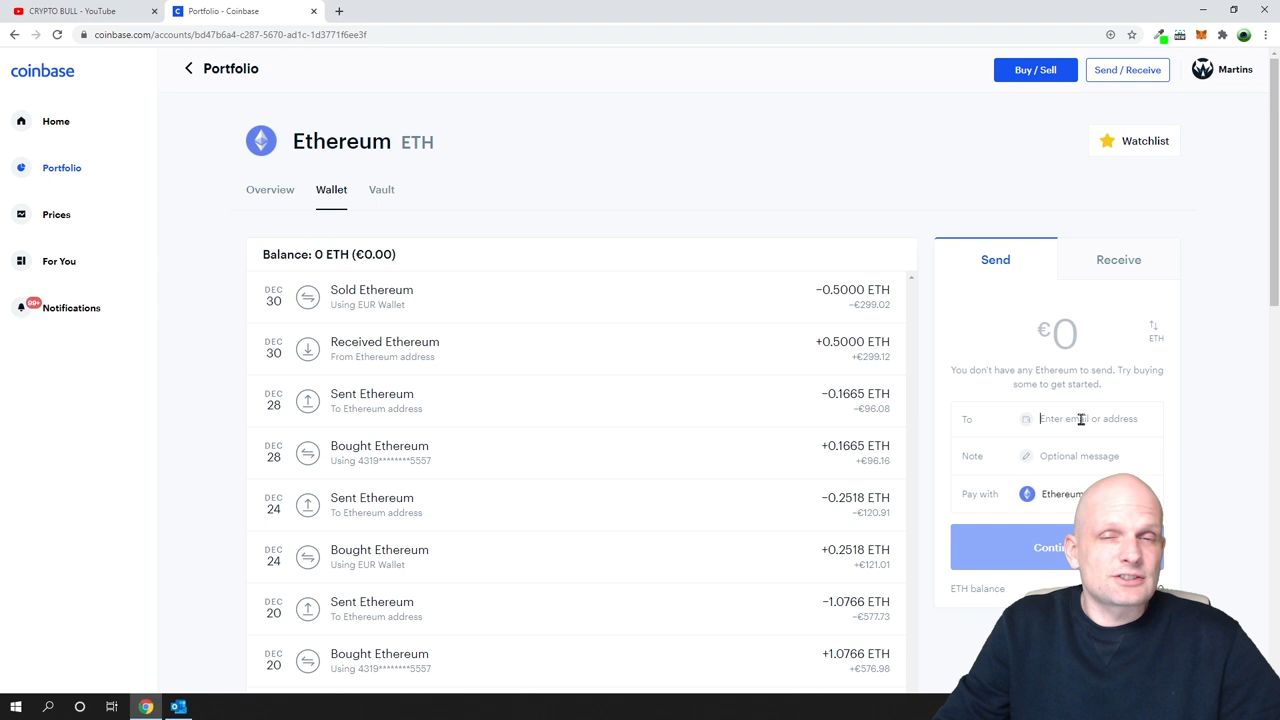 CRYPTO BULL - YouTube
Portfolio - Coinbase
coinbase.com/accounts/bd47b6a4-c287-5670-ad1c-1d3771f6ee3f
coinbase
Portfolio
Buy / Sell
Send / Receive
Martins
Home
Portfolio
Prices
For You
99+
Notifications
Ethereum ETH
Watchlist
Overview
Wallet
Vault
Balance: 0 ETH (€0.00)
DEC 30
Sold Ethereum
Using EUR Wallet
−0.5000 ETH
−€299.02
DEC 30
Received Ethereum
From Ethereum address
+0.5000 ETH
+€299.12
DEC 28
Sent Ethereum
To Ethereum address
−0.1665 ETH
−€96.08
DEC 28
Bought Ethereum
Using 4319********5557
+0.1665 ETH
+€96.16
DEC 24
Sent Ethereum
To Ethereum address
−0.2518 ETH
−€120.91
DEC 24
Bought Ethereum
Using EUR Wallet
+0.2518 ETH
+€121.01
DEC 20
Sent Ethereum
To Ethereum address
−1.0766 ETH
−€577.73
DEC 20
Bought Ethereum
Using 4319********5557
+1.0766 ETH
+€576.98
Send
Receive
€0
ETH
You don't have any Ethereum to send. Try buying
some to get started.
To
Enter email or address
Note
Optional message
Pay with
Ethereum
Conti
ETH balance